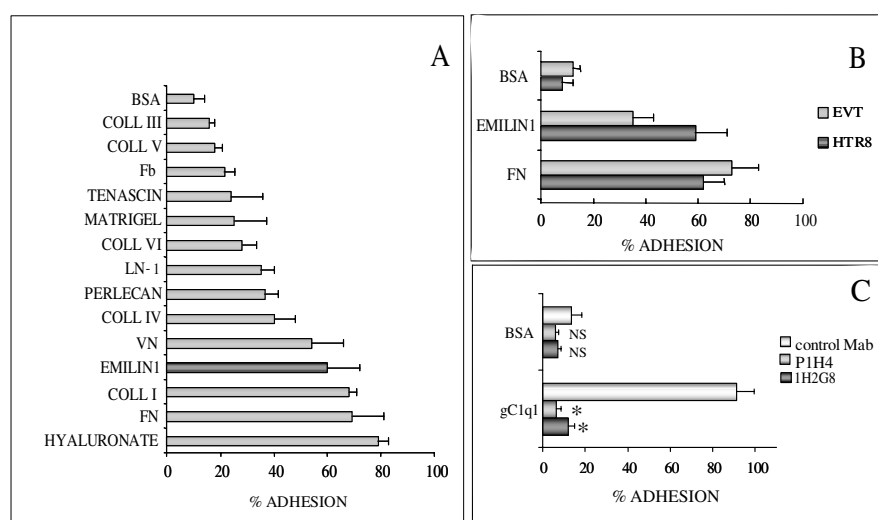 A
BSA
COLL III
COLL V
Fb
TENASCIN
MATRIGEL
COLL VI
LN-1
PERLECAN
COLL IV
VN
EMILIN1
COLL I
FN
HYALURONATE
0 20 40 60 80 100
% ADHESION
B
BSA
EMILIN1
FN
EVT
HTR8
0 20 40 60 80 100
% ADHESION
C
BSA
NS
NS
gC1q1
*
*
control Mab
P1H4
1H2G8
0 20 40 60 80 100
% ADHESION